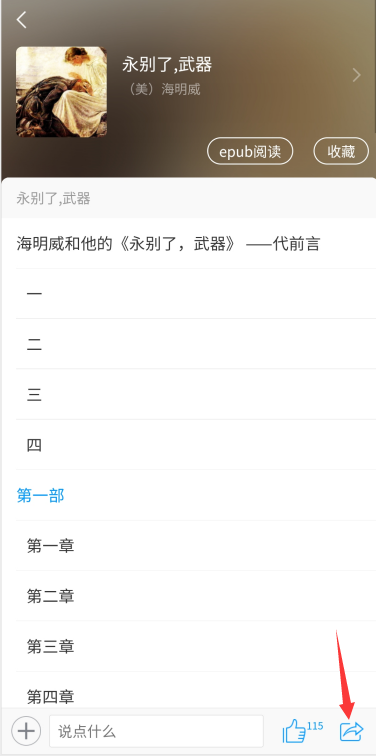 永别了,武器
（美）海明威
epub阅读 收藏
永别了,武器
海明威和他的《永别了，武器》 ——代前言
一
二
三
四
第一部
第一章
第二章
第三章
第四章
说点什么 115